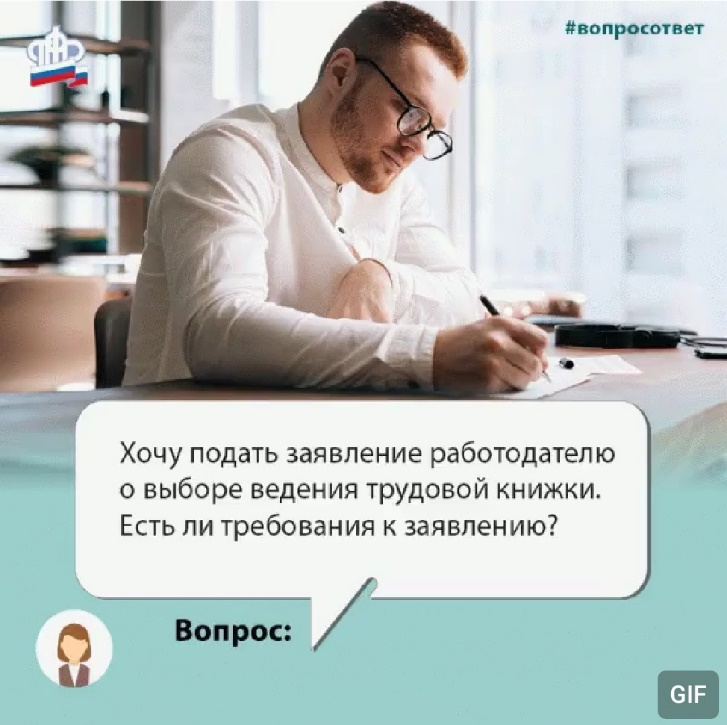 #вопросответ
Хочу подать заявление работодателю
о выборе ведения трудовой книжки.
Есть ли требования к заявлению?
Вопрос:
GIF